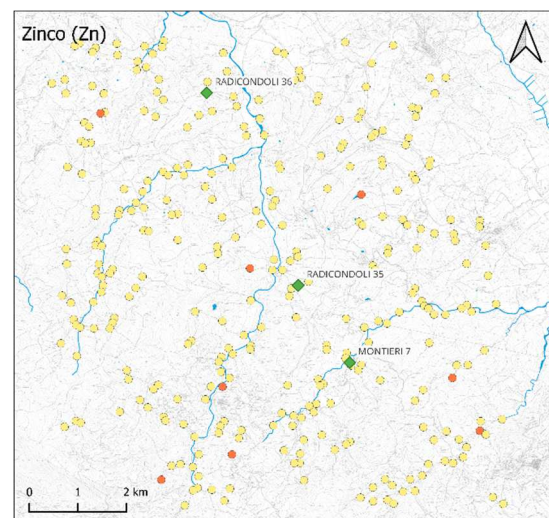 Zinco (Zn)
RADICONDOLI 36
RADICONDOLI 35
MONTIERI 7
0 1 2 km